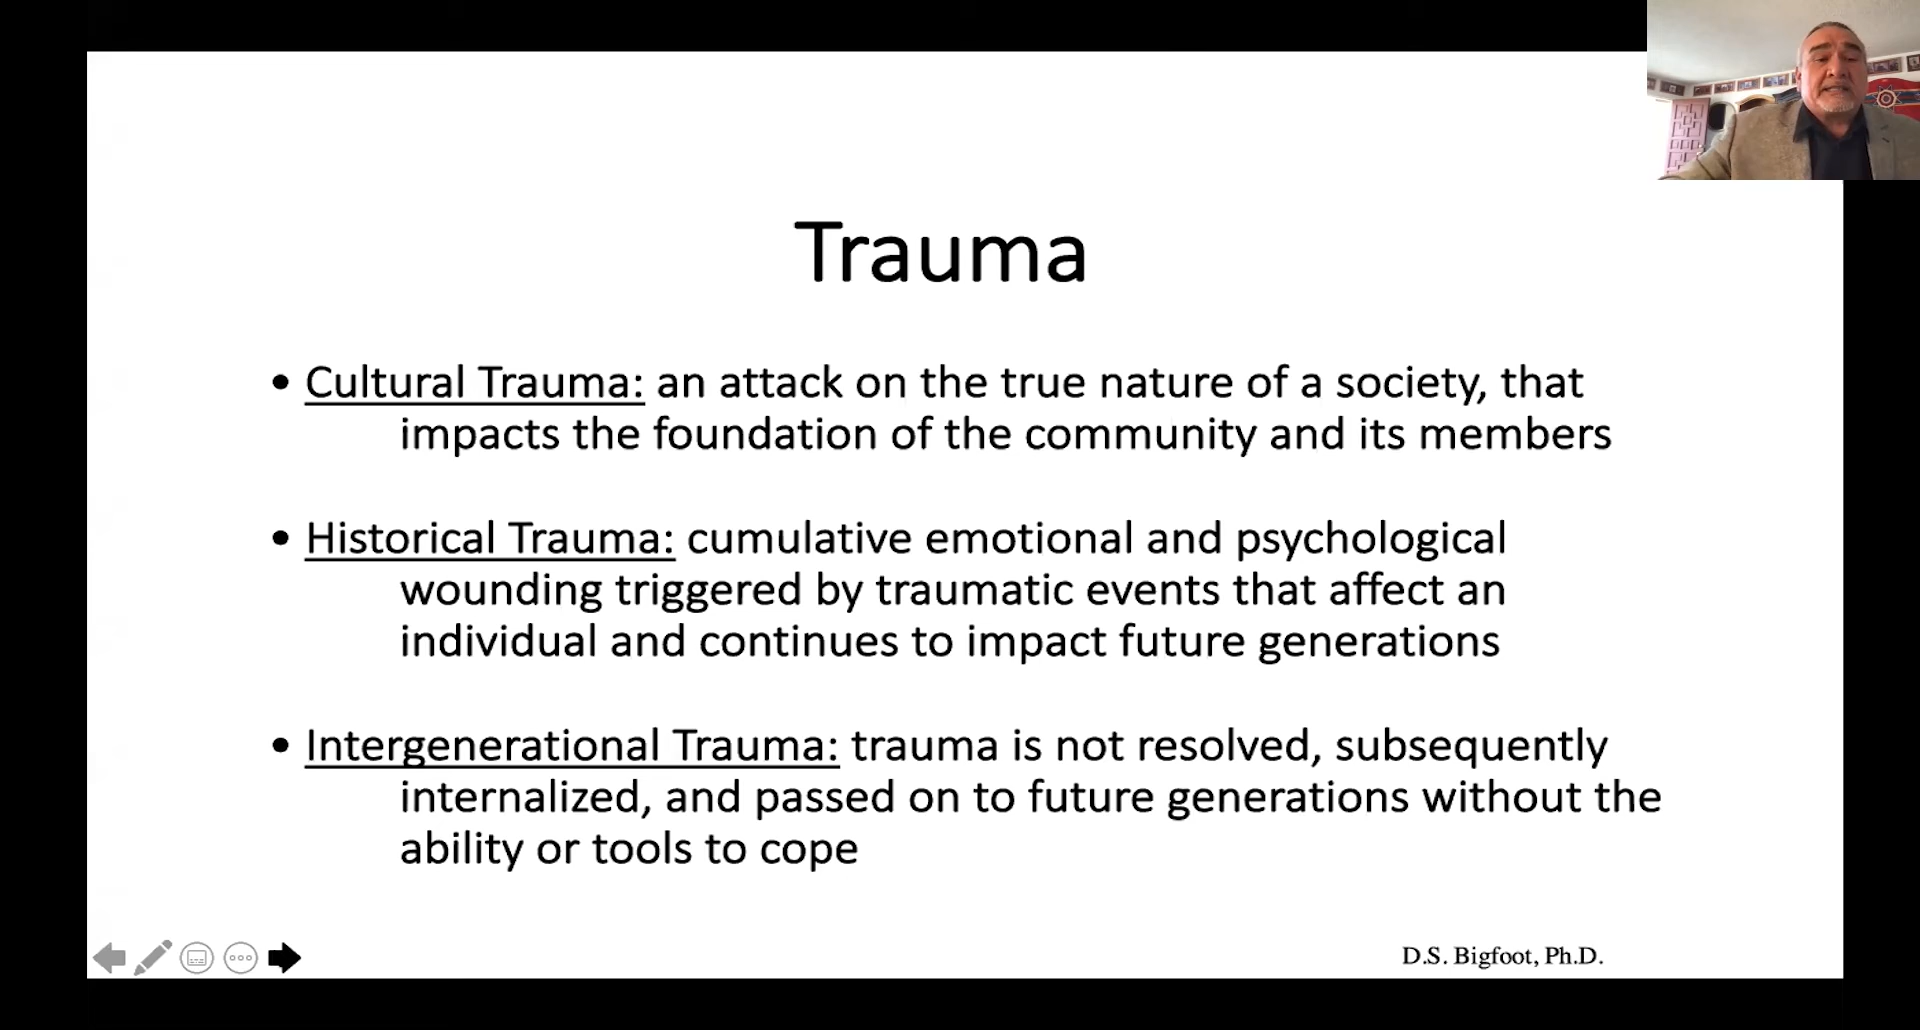 Trauma
• Cultural Trauma: an attack on the true nature of a society, that
impacts the foundation of the community and its members
• Historical Trauma: cumulative emotional and psychological
wounding triggered by traumatic events that affect an
individual and continues to impact future generations
• Intergenerational Trauma: trauma is not resolved, subsequently
internalized, and passed on to future generations without the
ability or tools to cope
D.S. Bigfoot, Ph.D.